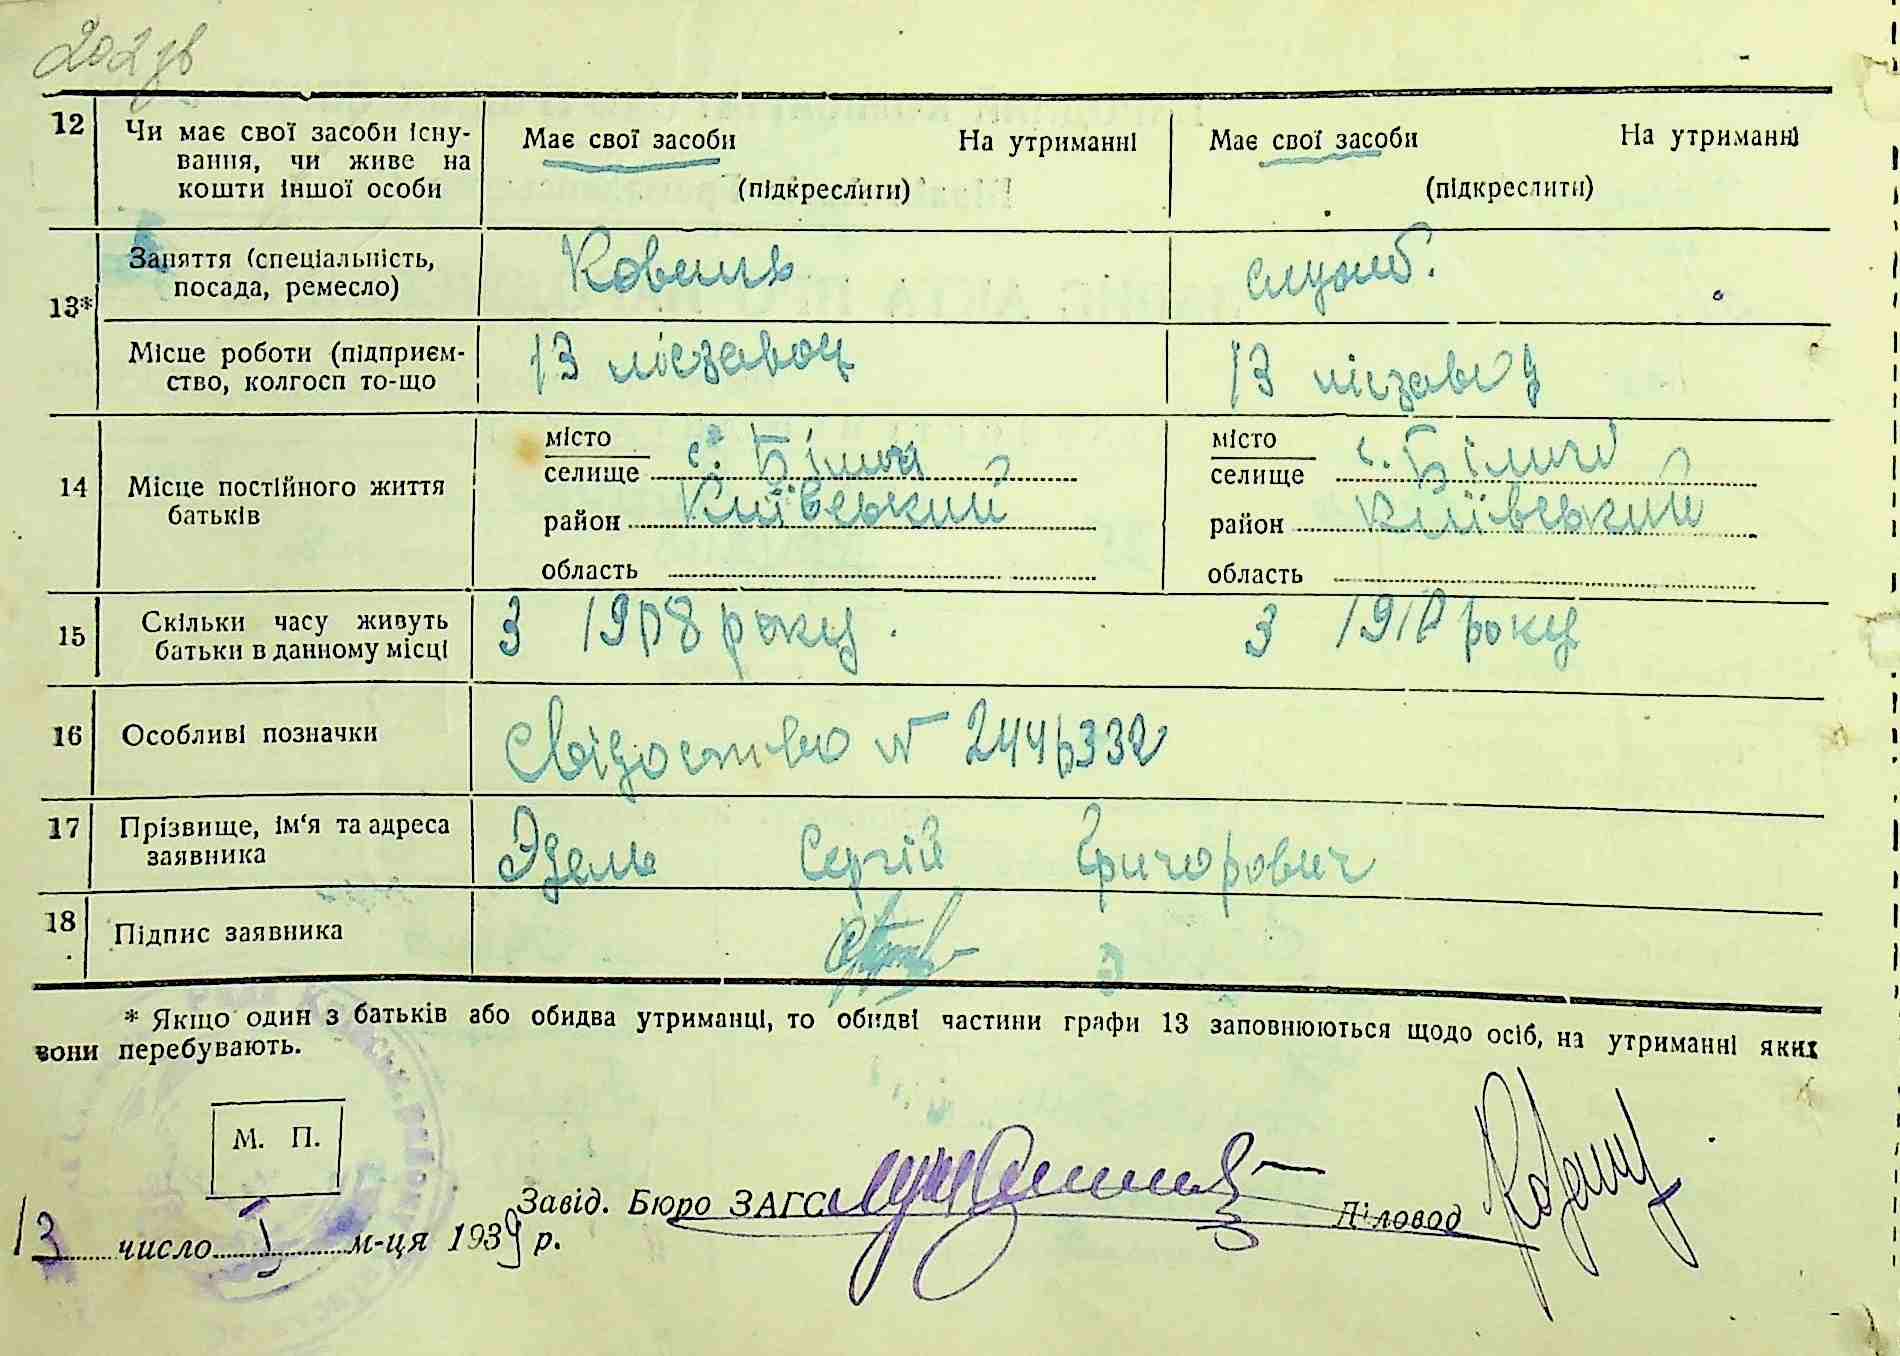 202 зв
12 Чи має свої засоби існу- Має свої засоби На утриманні Має свої засоби На утриманні
вання, чи живе на
кошти іншої особи (підкреслити) (підкреслити)
13* Заняття (спеціальність, Коваль служб.
посада, ремесло)
Місце роботи (підприєм- 13 лісзавод 13 лісзавод
ство, колгосп то-що
14 Місце постійного життя місто місто
батьків селище с. Біличі селище с. Біличі
район Київський район Київський
область область
15 Скільки часу живуть З 1908 року. З 1910 року
батьки в данному місці
16 Особливі позначки Свідоство № 2446332
17 Прізвище, ім'я та адреса Эдель Сергій Григорович
заявника
18 Підпис заявника
* Якщо один з батьків або обидва утриманці, то обидві частини графи 13 заповнюються щодо осіб, на утриманні яких
вони перебувають.
М. П.
Завід. Бюро ЗАГС Діловод
13 число I м-ця 1939 р.